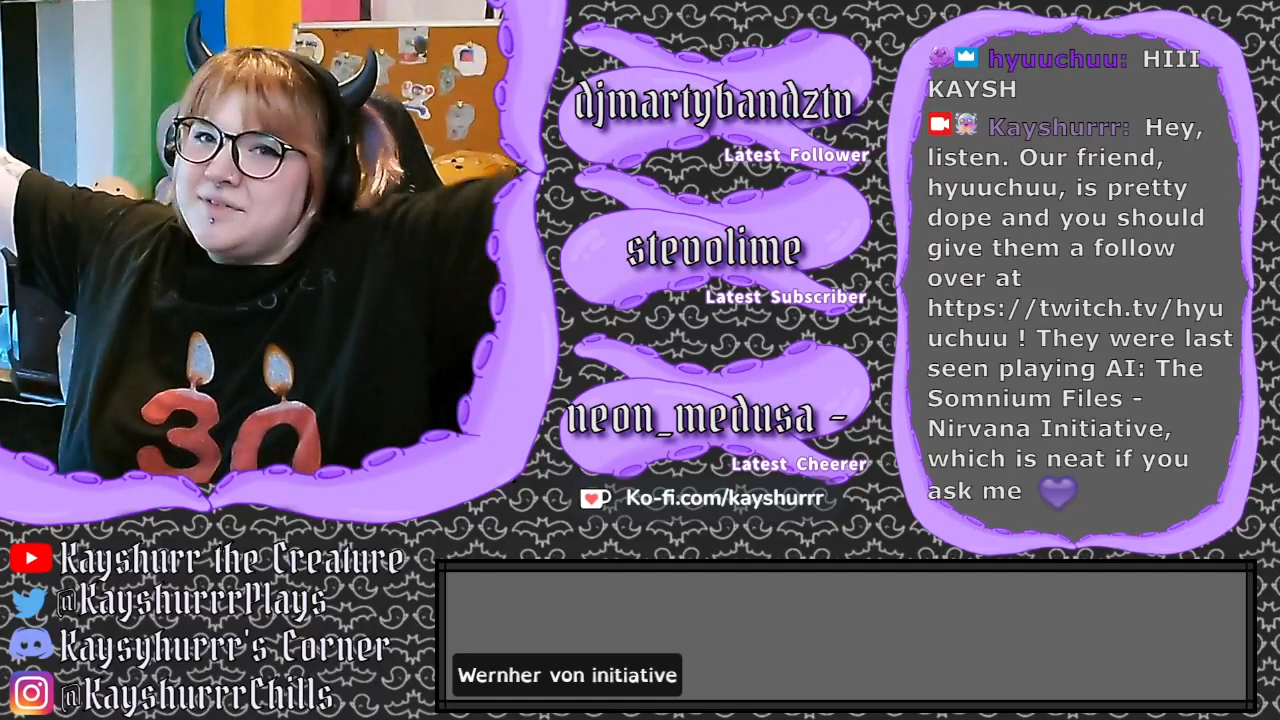 30
djmartybandztv
Latest Follower
stevolime
Latest Subscriber
neon_medusa -
Latest Cheerer
Ko-fi.com/kayshurrr
hyuuchuu: HIII
KAYSH
Kayshurrr: Hey,
listen. Our friend,
hyuuchuu, is pretty
dope and you should
give them a follow
over at
https://twitch.tv/hyu
uchuu ! They were last
seen playing AI: The
Somnium Files -
Nirvana Initiative,
which is neat if you
ask me
Kayshurr the Creature
@KayshurrrPlays
Kaysyhurrr's Corner
@KayshurrrChills
Wernher von initiative